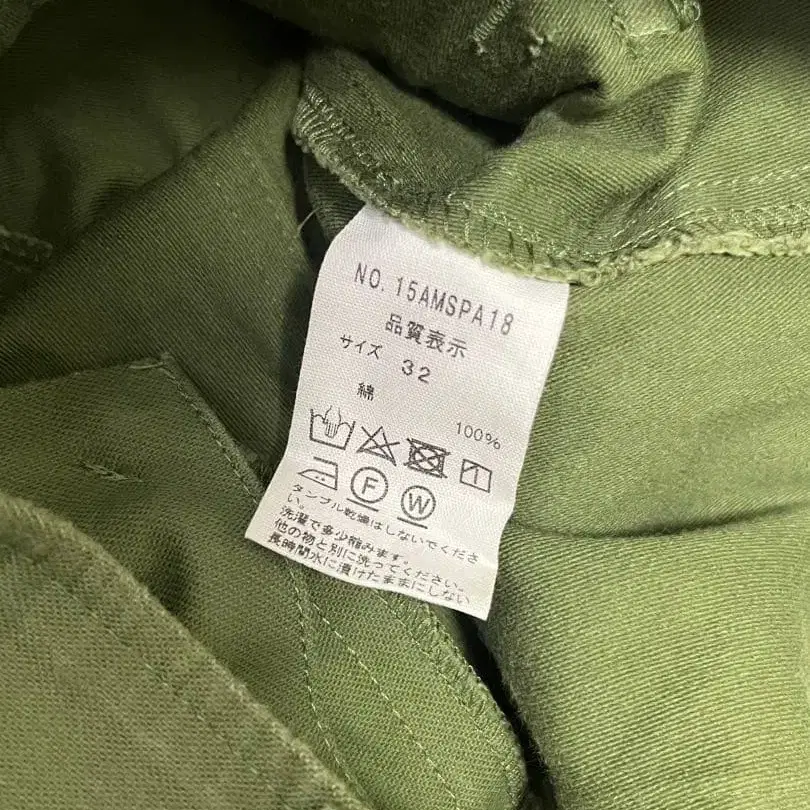 NO. 15AMSPA18
品質表示
サイズ 32
綿 100%
F W
タンブル乾燥はしないでくださ
い。
洗濯で多少縮みます。
他の物と別に洗ってください。
長時間水に漬けたままにしない